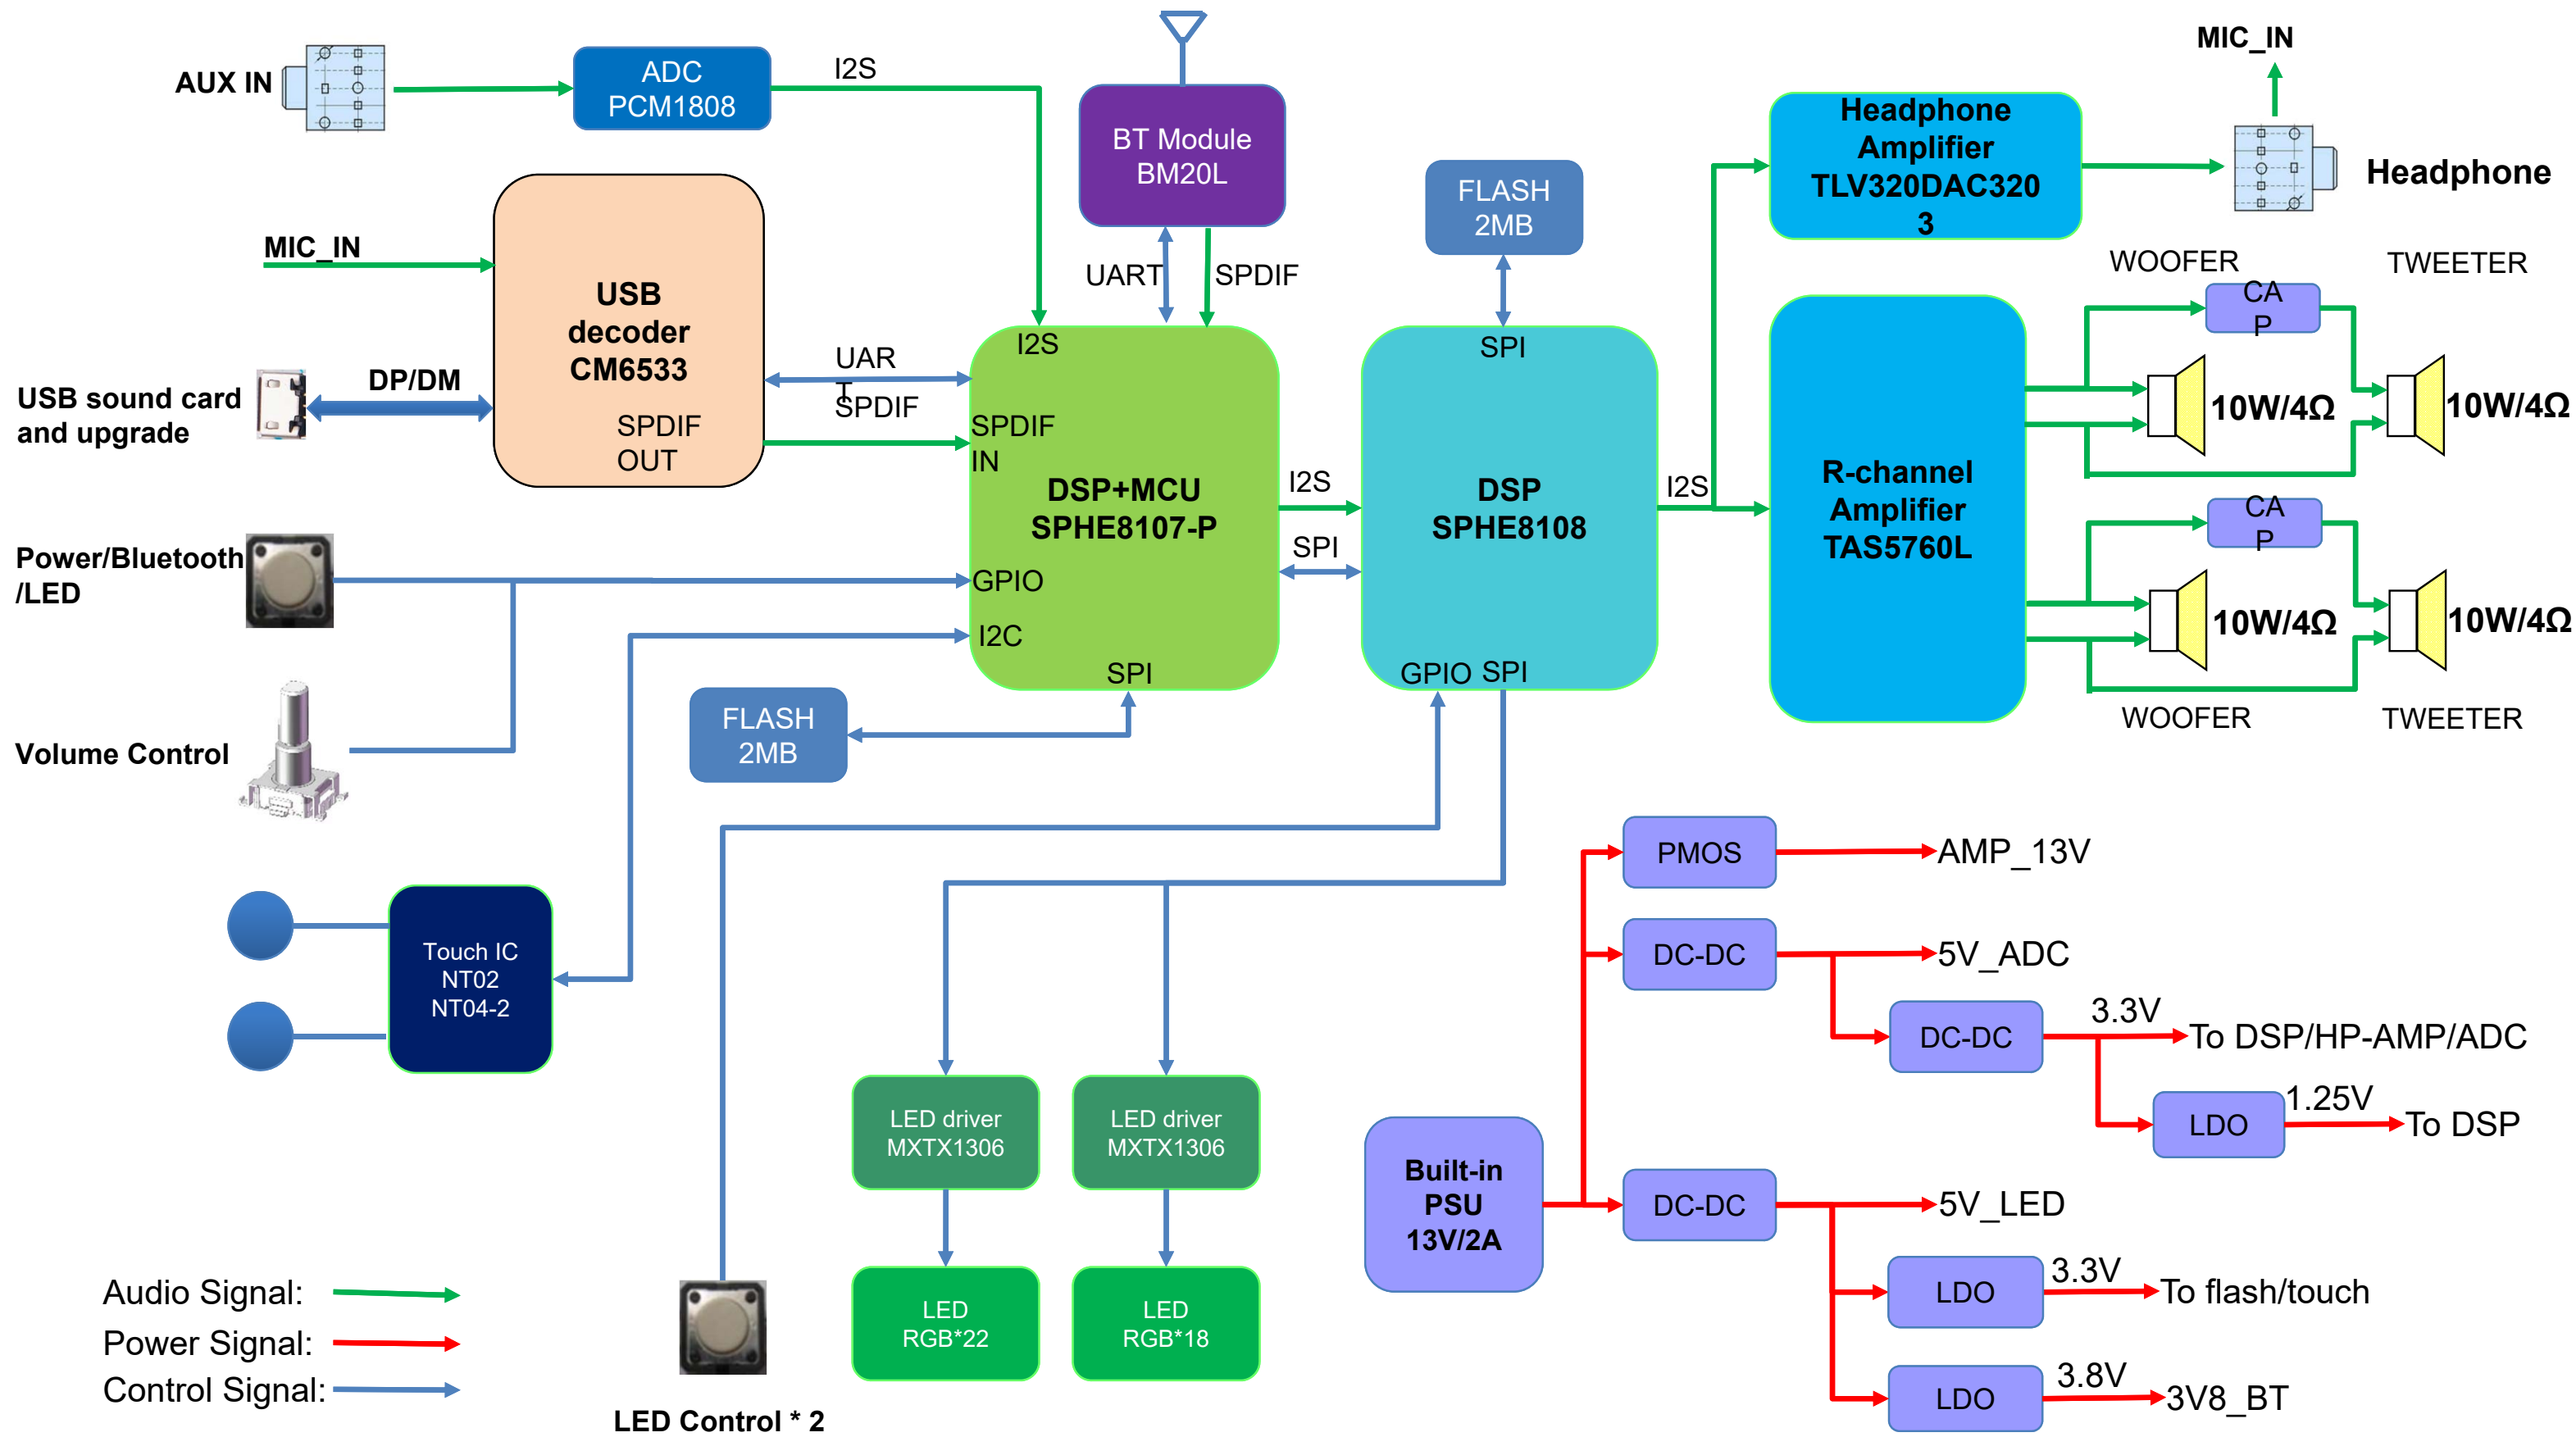 AUX IN
ADC
PCM1808
I2S
BT Module
BM20L
UART
SPDIF
MIC_IN
USB
decoder
CM6533
SPDIF
OUT
USB sound card
and upgrade
DP/DM
UAR
T
SPDIF
I2S
SPDIF
IN
DSP+MCU
SPHE8107-P
GPIO
I2C
SPI
I2S
SPI
FLASH
2MB
SPI
DSP
SPHE8108
GPIO
SPI
I2S
Headphone
Amplifier
TLV320DAC320
3
MIC_IN
Headphone
R-channel
Amplifier
TAS5760L
WOOFER
TWEETER
CA
P
10W/4Ω
10W/4Ω
CA
P
10W/4Ω
10W/4Ω
WOOFER
TWEETER
Power/Bluetooth
/LED
Volume Control
FLASH
2MB
Touch IC
NT02
NT04-2
LED driver
MXTX1306
LED driver
MXTX1306
LED
RGB*22
LED
RGB*18
LED Control * 2
Audio Signal:
Power Signal:
Control Signal:
Built-in
PSU
13V/2A
PMOS
AMP_13V
DC-DC
5V_ADC
DC-DC
3.3V
To DSP/HP-AMP/ADC
LDO
1.25V
To DSP
DC-DC
5V_LED
LDO
3.3V
To flash/touch
LDO
3.8V
3V8_BT